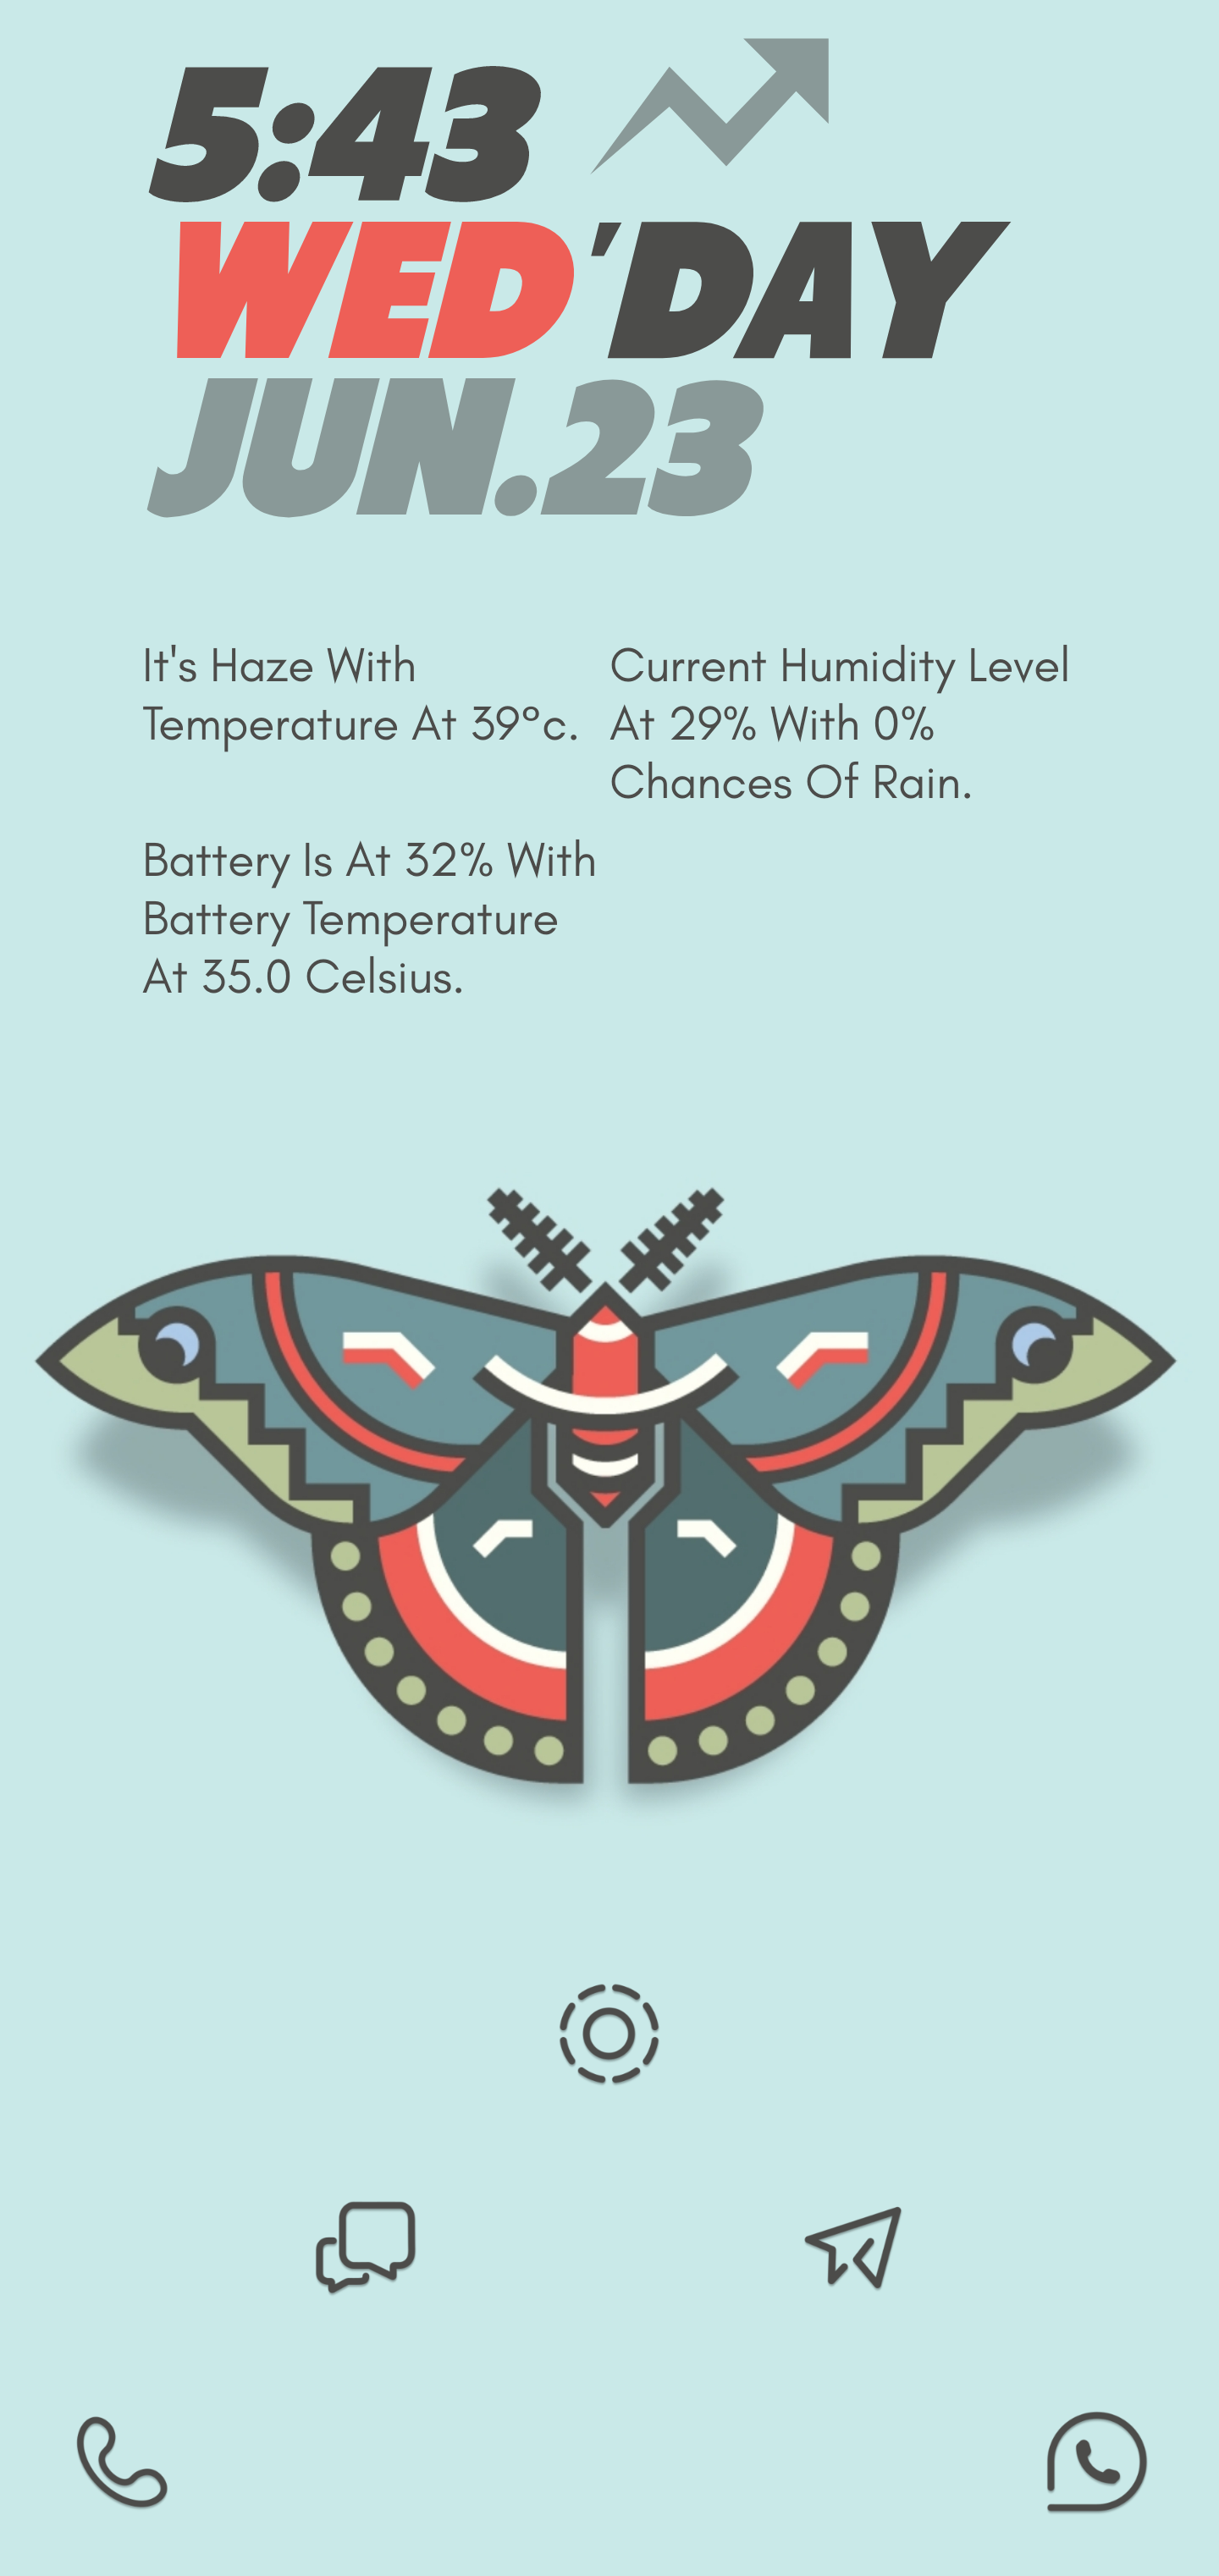 5:43
WED'DAY
JUN.23
It's Haze With
Temperature At 39°c.
Current Humidity Level
At 29% With 0%
Chances Of Rain.
Battery Is At 32% With
Battery Temperature
At 35.0 Celsius.